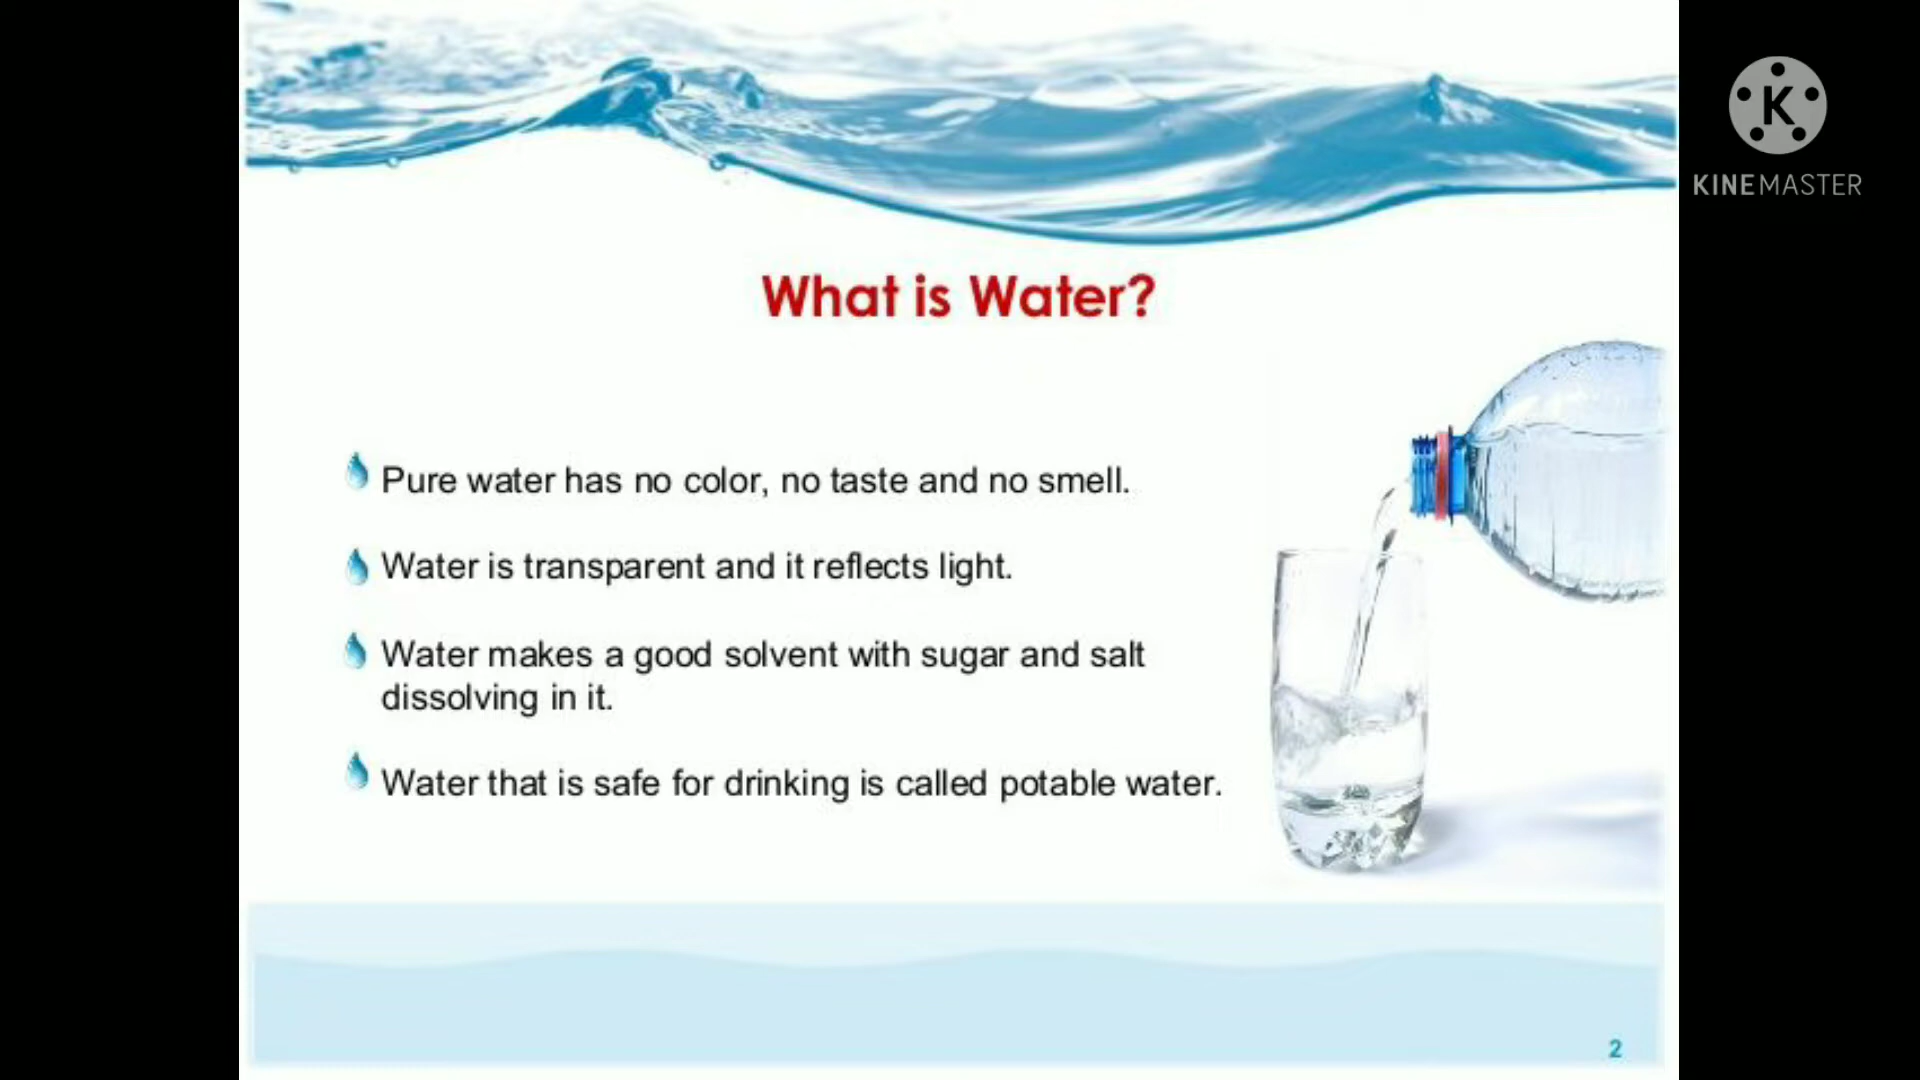 K
KINEMASTER
What is Water?
Pure water has no color, no taste and no smell.
Water is transparent and it reflects light.
Water makes a good solvent with sugar and salt
dissolving in it.
Water that is safe for drinking is called potable water.
2